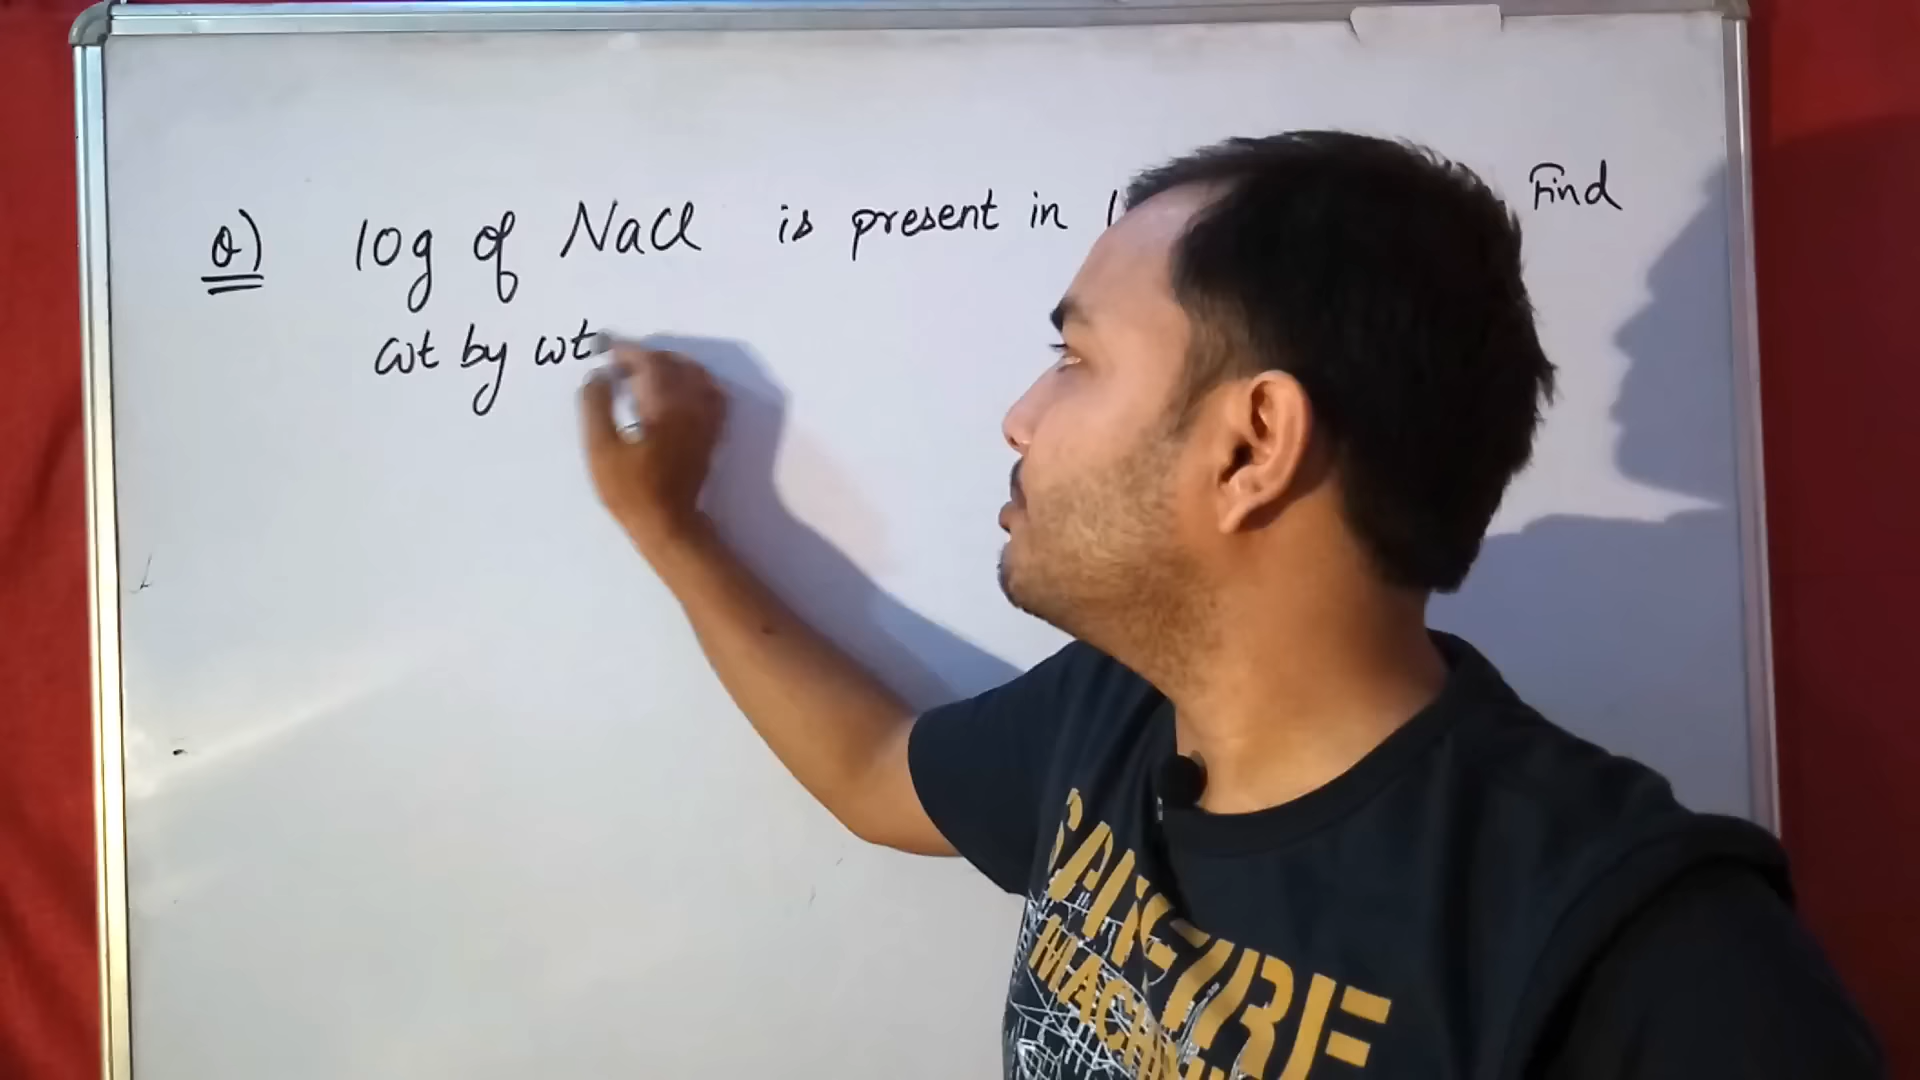 Q) 10g of NaCl is present in Find
wt by wt